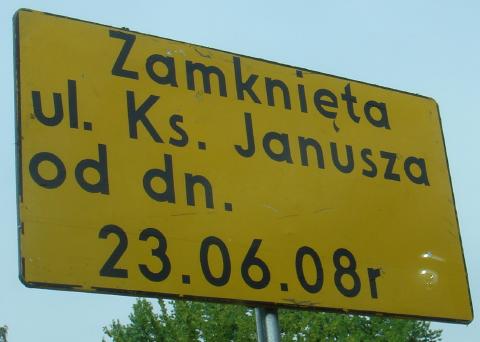 Zamknięta
ul. Ks. Janusza
od dn.
23.06.08r